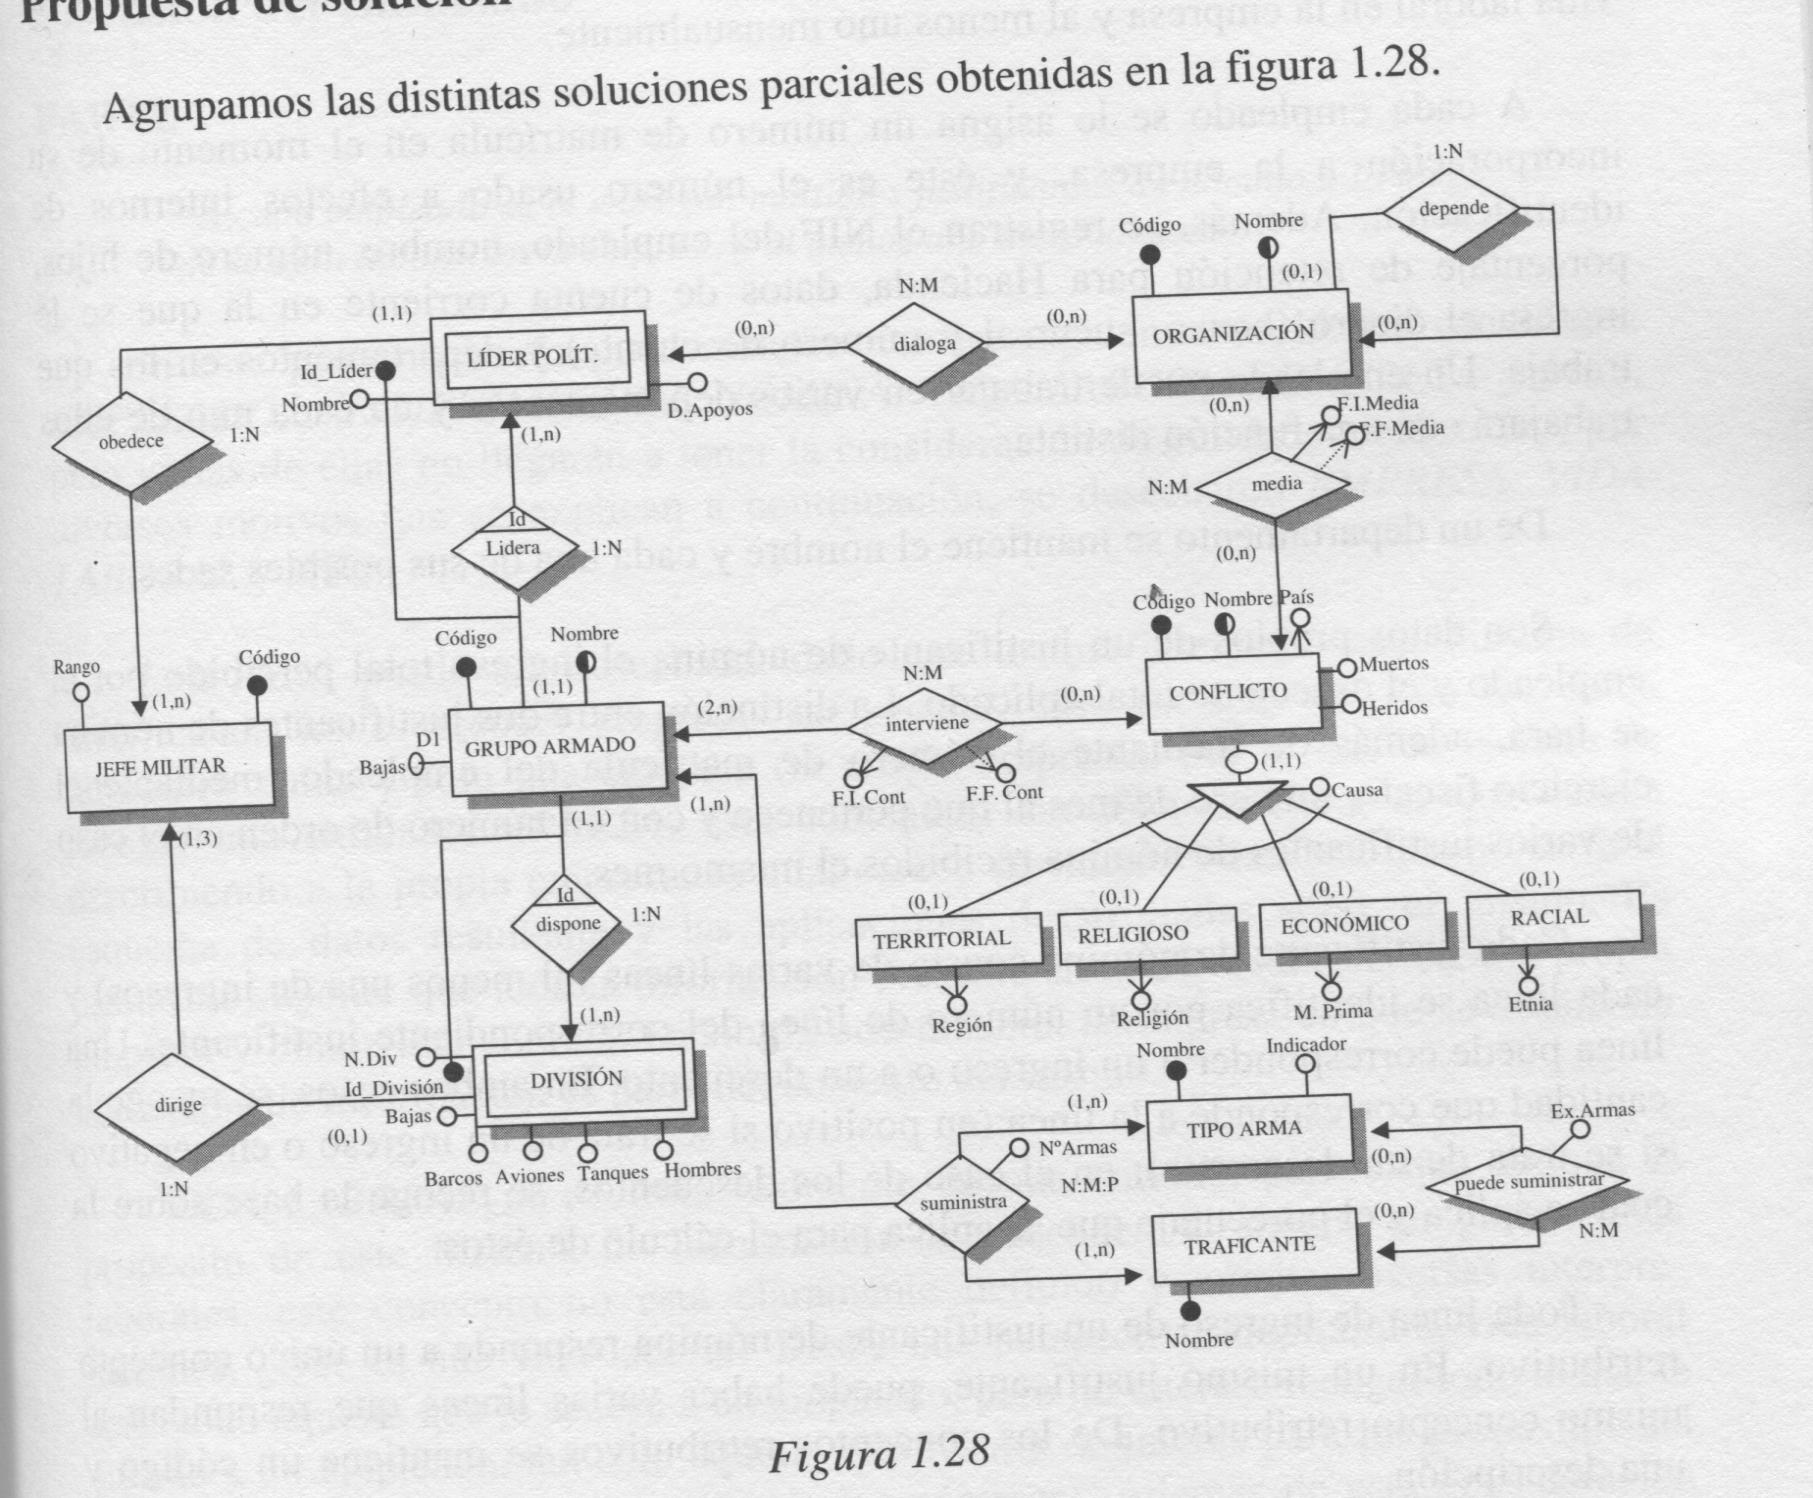 Propuesta de solución
Agrupamos las distintas soluciones parciales obtenidas en la figura 1.28.
1:N
depende
Código
Nombre
(0,1)
(0,n)
ORGANIZACIÓN
N:M
dialoga
(0,n)
(0,n)
(1,1)
LÍDER POLÍT.
Id_Líder
Nombre
D.Apoyos
(1,n)
obedece
1:N
Id
Lidera
1:N
(0,n)
F.I.Media
F.F.Media
N:M
media
(0,n)
Código
Nombre
País
CONFLICTO
Muertos
Heridos
(1,1)
Causa
Rango
Código
(1,n)
JEFE MILITAR
(1,3)
Código
Nombre
(1,1)
D1
Bajas
GRUPO ARMADO
(1,1)
(2,n)
N:M
interviene
(0,n)
F.I. Cont
F.F. Cont
(1,n)
Id
dispone
1:N
(1,n)
(0,1)
TERRITORIAL
Región
(0,1)
RELIGIOSO
Religión
(0,1)
ECONÓMICO
M. Prima
(0,1)
RACIAL
Etnia
N.Div
Id_División
Bajas
DIVISIÓN
Barcos
Aviones
Tanques
Hombres
dirige
(0,1)
1:N
Nombre
Indicador
(1,n)
TIPO ARMA
NºArmas
N:M:P
suministra
(1,n)
Ex.Armas
(0,n)
puede suministrar
(0,n)
N:M
TRAFICANTE
Nombre
Figura 1.28